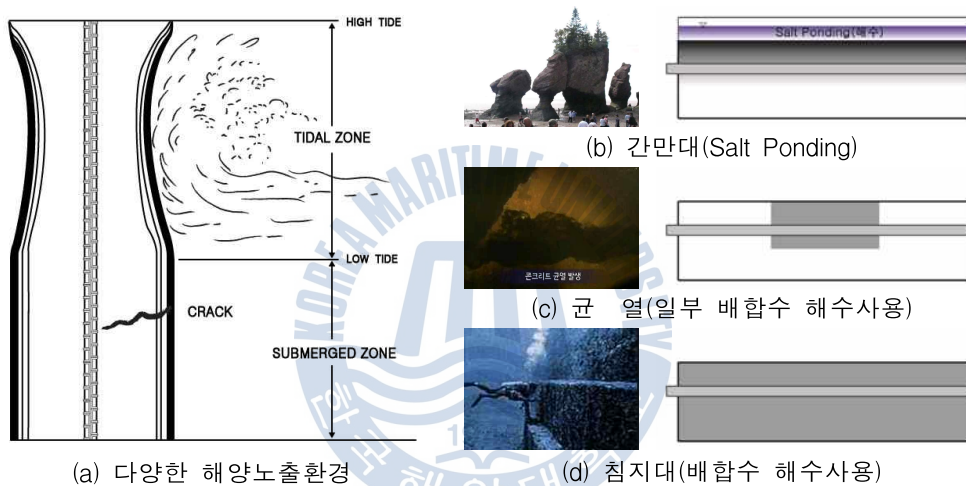 HIGH TIDE
TIDAL ZONE
LOW TIDE
CRACK
SUBMERGED ZONE
(a) 다양한 해양노출환경
Salt Ponding(해수)
(b) 간만대(Salt Ponding)
콘크리트 균열 발생
(c) 균 열(일부 배합수 해수사용)
(d) 침지대(배합수 해수사용)